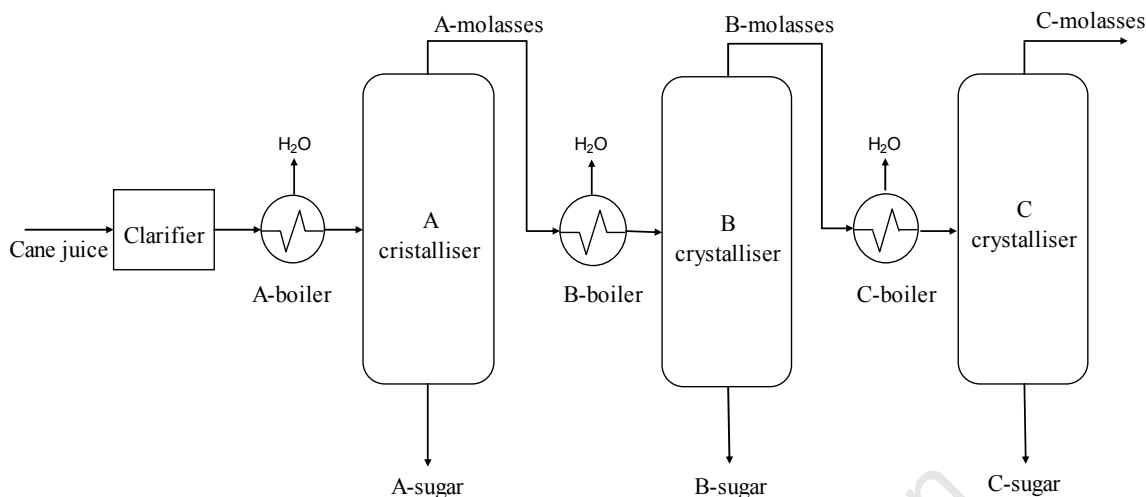 A-molasses
B-molasses
C-molasses
H2O
H2O
H2O
Cane juice
Clarifier
A
cristalliser
B
crystalliser
C
crystalliser
A-boiler
B-boiler
C-boiler
A-sugar
B-sugar
C-sugar